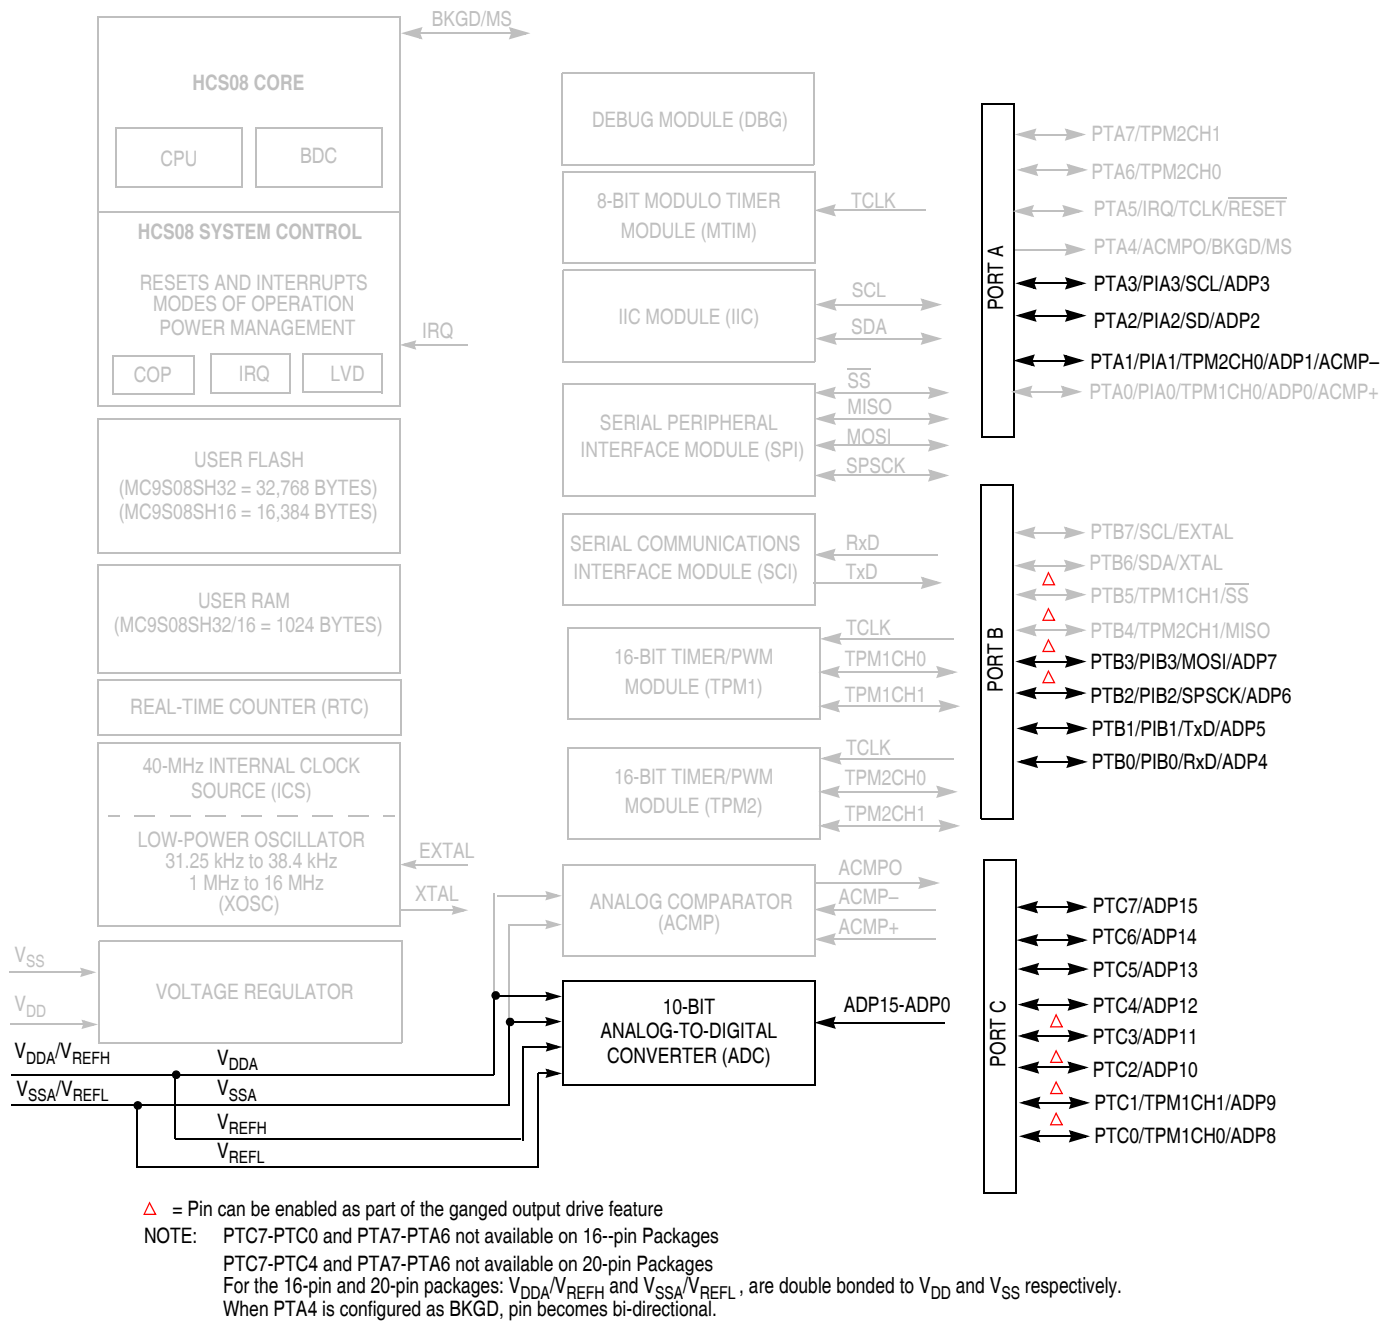 BKGD/MS
HCS08 CORE
CPU
BDC
HCS08 SYSTEM CONTROL
RESETS AND INTERRUPTS
MODES OF OPERATION
POWER MANAGEMENT
COP
IRQ
LVD
IRQ
USER FLASH
(MC9S08SH32 = 32,768 BYTES)
(MC9S08SH16 = 16,384 BYTES)
USER RAM
(MC9S08SH32/16 = 1024 BYTES)
REAL-TIME COUNTER (RTC)
40-MHz INTERNAL CLOCK
SOURCE (ICS)
LOW-POWER OSCILLATOR
31.25 kHz to 38.4 kHz
1 MHz to 16 MHz
(XOSC)
EXTAL
XTAL
VSS
VDD
VOLTAGE REGULATOR
VDDA/VREFH
VSSA/VREFL
VDDA
VSSA
VREFH
VREFL
DEBUG MODULE (DBG)
8-BIT MODULO TIMER
MODULE (MTIM)
TCLK
IIC MODULE (IIC)
SCL
SDA
SERIAL PERIPHERAL
INTERFACE MODULE (SPI)
SS
MISO
MOSI
SPSCK
SERIAL COMMUNICATIONS
INTERFACE MODULE (SCI)
RxD
TxD
16-BIT TIMER/PWM
MODULE (TPM1)
TCLK
TPM1CH0
TPM1CH1
16-BIT TIMER/PWM
MODULE (TPM2)
TCLK
TPM2CH0
TPM2CH1
ANALOG COMPARATOR
(ACMP)
ACMPO
ACMP–
ACMP+
10-BIT
ANALOG-TO-DIGITAL
CONVERTER (ADC)
ADP15-ADP0
PORT A
PTA7/TPM2CH1
PTA6/TPM2CH0
PTA5/IRQ/TCLK/RESET
PTA4/ACMPO/BKGD/MS
PTA3/PIA3/SCL/ADP3
PTA2/PIA2/SD/ADP2
PTA1/PIA1/TPM2CH0/ADP1/ACMP–
PTA0/PIA0/TPM1CH0/ADP0/ACMP+
PORT B
PTB7/SCL/EXTAL
PTB6/SDA/XTAL
PTB5/TPM1CH1/SS
PTB4/TPM2CH1/MISO
PTB3/PIB3/MOSI/ADP7
PTB2/PIB2/SPSCK/ADP6
PTB1/PIB1/TxD/ADP5
PTB0/PIB0/RxD/ADP4
PORT C
PTC7/ADP15
PTC6/ADP14
PTC5/ADP13
PTC4/ADP12
PTC3/ADP11
PTC2/ADP10
PTC1/TPM1CH1/ADP9
PTC0/TPM1CH0/ADP8
Δ = Pin can be enabled as part of the ganged output drive feature
NOTE: PTC7-PTC0 and PTA7-PTA6 not available on 16--pin Packages
PTC7-PTC4 and PTA7-PTA6 not available on 20-pin Packages
For the 16-pin and 20-pin packages: VDDA/VREFH and VSSA/VREFL , are double bonded to VDD and VSS respectively.
When PTA4 is configured as BKGD, pin becomes bi-directional.